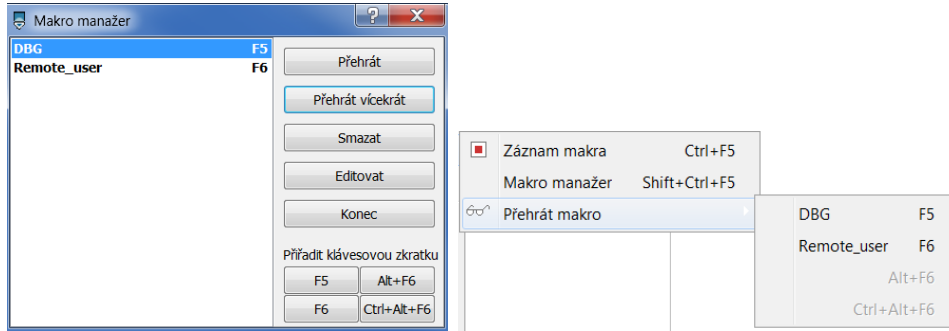 Makro manažer
DBG F5
Remote_user F6
Přehrát
Přehrát vícekrát
Smazat
Editovat
Konec
Přiřadit klávesovou zkratku
F5 Alt+F6
F6 Ctrl+Alt+F6
Záznam makra Ctrl+F5
Makro manažer Shift+Ctrl+F5
Přehrát makro
DBG F5
Remote_user F6
Alt+F6
Ctrl+Alt+F6